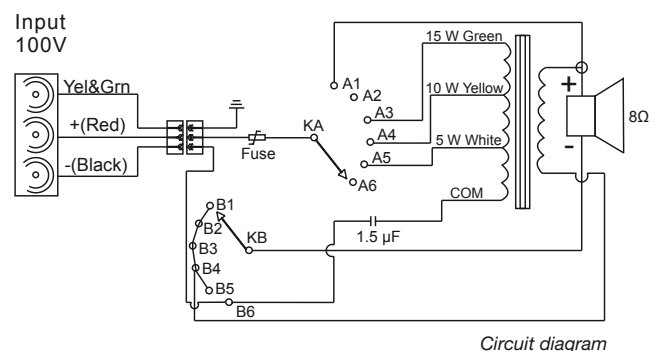 Input
100V
Yel&Grn
+(Red)
-(Black)
Fuse
KA
A1
A2
A3
A4
A5
A6
15 W Green
10 W Yellow
5 W White
COM
1.5 µF
+
-
8Ω
B1
B2
B3
B4
B5
B6
KB
Circuit diagram